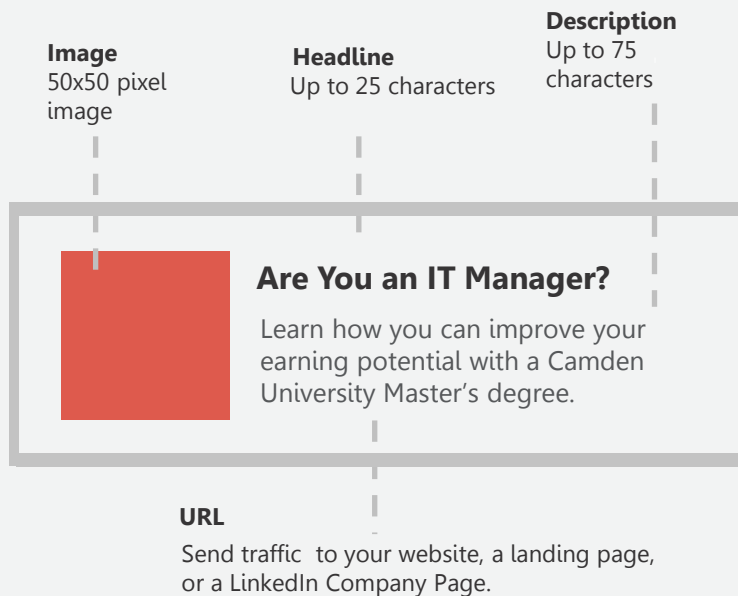 Image
50x50 pixel
image
Headline
Up to 25 characters
Description
Up to 75
characters
Are You an IT Manager?
Learn how you can improve your
earning potential with a Camden
University Master’s degree.
URL
Send traffic  to your website, a landing page,
or a LinkedIn Company Page.